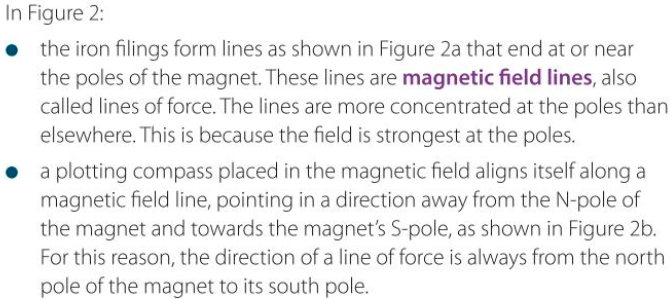 In Figure 2:
● the iron filings form lines as shown in Figure 2a that end at or near
the poles of the magnet. These lines are magnetic field lines, also
called lines of force. The lines are more concentrated at the poles than
elsewhere. This is because the field is strongest at the poles.
● a plotting compass placed in the magnetic field aligns itself along a
magnetic field line, pointing in a direction away from the N-pole of
the magnet and towards the magnet's S-pole, as shown in Figure 2b.
For this reason, the direction of a line of force is always from the north
pole of the magnet to its south pole.